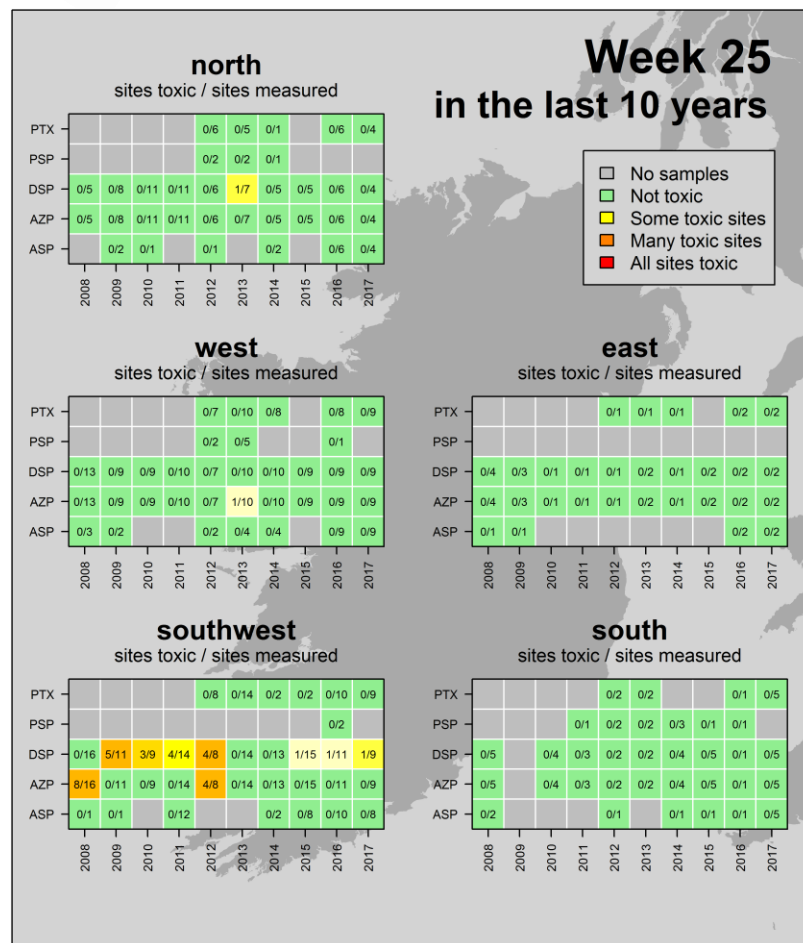 Week 25
in the last 10 years
No samples
Not toxic
Some toxic sites
Many toxic sites
All sites toxic
north
sites toxic / sites measured
PTX 0/6 0/5 0/1 0/6 0/4
PSP 0/2 0/2 0/1
DSP 0/5 0/8 0/11 0/11 0/6 1/7 0/5 0/5 0/6 0/4
AZP 0/5 0/8 0/11 0/11 0/6 0/7 0/5 0/5 0/6 0/4
ASP 0/2 0/1 0/1 0/2 0/6 0/4
2008 2009 2010 2011 2012 2013 2014 2015 2016 2017
west
sites toxic / sites measured
PTX 0/7 0/10 0/8 0/8 0/9
PSP 0/2 0/5 0/1
DSP 0/13 0/9 0/9 0/10 0/7 0/10 0/10 0/9 0/9 0/9
AZP 0/13 0/9 0/9 0/10 0/7 1/10 0/10 0/9 0/9 0/9
ASP 0/3 0/2 0/2 0/4 0/4 0/9 0/9
2008 2009 2010 2011 2012 2013 2014 2015 2016 2017
east
sites toxic / sites measured
PTX 0/1 0/1 0/1 0/2 0/2
PSP
DSP 0/4 0/3 0/1 0/1 0/1 0/2 0/1 0/2 0/2 0/2
AZP 0/4 0/3 0/1 0/1 0/1 0/2 0/1 0/2 0/2 0/2
ASP 0/1 0/1 0/2 0/2
2008 2009 2010 2011 2012 2013 2014 2015 2016 2017
southwest
sites toxic / sites measured
PTX 0/8 0/14 0/2 0/2 0/10 0/9
PSP 0/2
DSP 0/16 5/11 3/9 4/14 4/8 0/14 0/13 1/15 1/11 1/9
AZP 8/16 0/11 0/9 0/14 4/8 0/14 0/13 0/15 0/11 0/9
ASP 0/1 0/1 0/12 0/2 0/8 0/10 0/8
2008 2009 2010 2011 2012 2013 2014 2015 2016 2017
south
sites toxic / sites measured
PTX 0/2 0/2 0/1 0/5
PSP 0/1 0/2 0/2 0/3 0/1 0/1
DSP 0/5 0/4 0/3 0/2 0/2 0/4 0/5 0/1 0/5
AZP 0/5 0/4 0/3 0/2 0/2 0/4 0/5 0/1 0/5
ASP 0/2 0/1 0/1 0/1 0/1 0/5
2008 2009 2010 2011 2012 2013 2014 2015 2016 2017